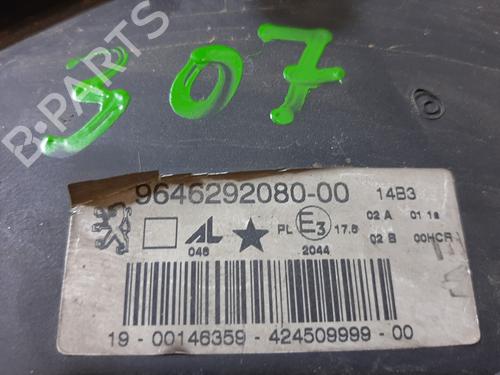 307
B-PARTS
9646292080-00 14B3
AL PL E3 17.5 02 A 01 1a
046 2044 02 B 00HCR
19 - 00146359 - 424509999 - 00